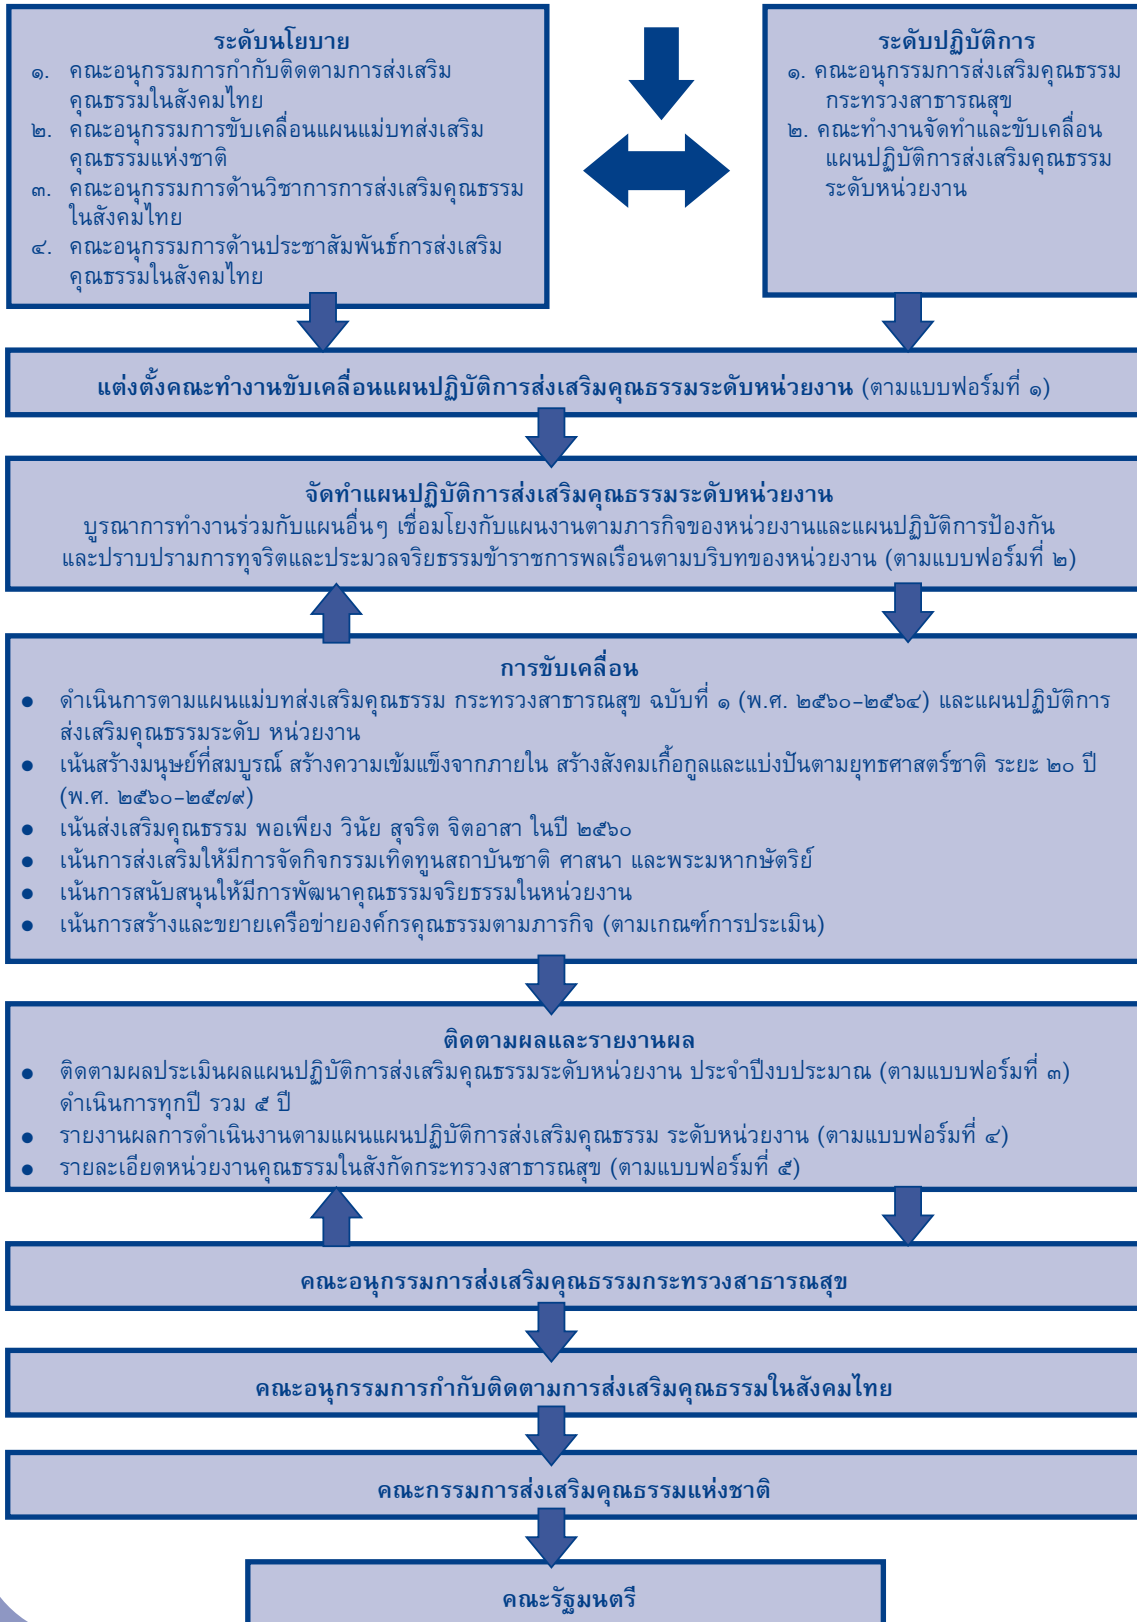 ระดับนโยบาย
๑. คณะอนุกรรมการกำกับติดตามการส่งเสริม
คุณธรรมในสังคมไทย
๒. คณะอนุกรรมการขับเคลื่อนแผนแม่บทส่งเสริม
คุณธรรมแห่งชาติ
๓. คณะอนุกรรมการด้านวิชาการการส่งเสริมคุณธรรม
ในสังคมไทย
๔. คณะอนุกรรมการด้านประชาสัมพันธ์การส่งเสริม
คุณธรรมในสังคมไทย
ระดับปฏิบัติการ
๑. คณะอนุกรรมการส่งเสริมคุณธรรม
กระทรวงสาธารณสุข
๒. คณะทำงานจัดทำและขับเคลื่อน
แผนปฏิบัติการส่งเสริมคุณธรรม
ระดับหน่วยงาน
แต่งตั้งคณะทำงานขับเคลื่อนแผนปฏิบัติการส่งเสริมคุณธรรมระดับหน่วยงาน (ตามแบบฟอร์มที่ ๑)
จัดทำแผนปฏิบัติการส่งเสริมคุณธรรมระดับหน่วยงาน
บูรณาการทำงานร่วมกับแผนอื่นๆ เชื่อมโยงกับแผนงานตามภารกิจของหน่วยงานและแผนปฏิบัติการป้องกัน
และปราบปรามการทุจริตและประมวลจริยธรรมข้าราชการพลเรือนตามบริบทของหน่วยงาน (ตามแบบฟอร์มที่ ๒)
การขับเคลื่อน
● ดำเนินการตามแผนแม่บทส่งเสริมคุณธรรม กระทรวงสาธารณสุข ฉบับที่ ๑ (พ.ศ. ๒๕๖๐-๒๕๖๔) และแผนปฏิบัติการ
ส่งเสริมคุณธรรมระดับ หน่วยงาน
● เน้นสร้างมนุษย์ที่สมบูรณ์ สร้างความเข้มแข็งจากภายใน สร้างสังคมเกื้อกูลและแบ่งปันตามยุทธศาสตร์ชาติ ระยะ ๒๐ ปี
(พ.ศ. ๒๕๖๐-๒๕๗๙)
● เน้นส่งเสริมคุณธรรม พอเพียง วินัย สุจริต จิตอาสา ในปี ๒๕๖๐
● เน้นการส่งเสริมให้มีการจัดกิจกรรมเทิดทูนสถาบันชาติ ศาสนา และพระมหากษัตริย์
● เน้นการสนับสนุนให้มีการพัฒนาคุณธรรมจริยธรรมในหน่วยงาน
● เน้นการสร้างและขยายเครือข่ายองค์กรคุณธรรมตามภารกิจ (ตามเกณฑ์การประเมิน)
ติดตามผลและรายงานผล
● ติดตามผลประเมินผลแผนปฏิบัติการส่งเสริมคุณธรรมระดับหน่วยงาน ประจำปีงบประมาณ (ตามแบบฟอร์มที่ ๓)
ดำเนินการทุกปี รวม ๕ ปี
● รายงานผลการดำเนินงานตามแผนแผนปฏิบัติการส่งเสริมคุณธรรม ระดับหน่วยงาน (ตามแบบฟอร์มที่ ๔)
● รายละเอียดหน่วยงานคุณธรรมในสังกัดกระทรวงสาธารณสุข (ตามแบบฟอร์มที่ ๕)
คณะอนุกรรมการส่งเสริมคุณธรรมกระทรวงสาธารณสุข
คณะอนุกรรมการกำกับติดตามการส่งเสริมคุณธรรมในสังคมไทย
คณะกรรมการส่งเสริมคุณธรรมแห่งชาติ
คณะรัฐมนตรี